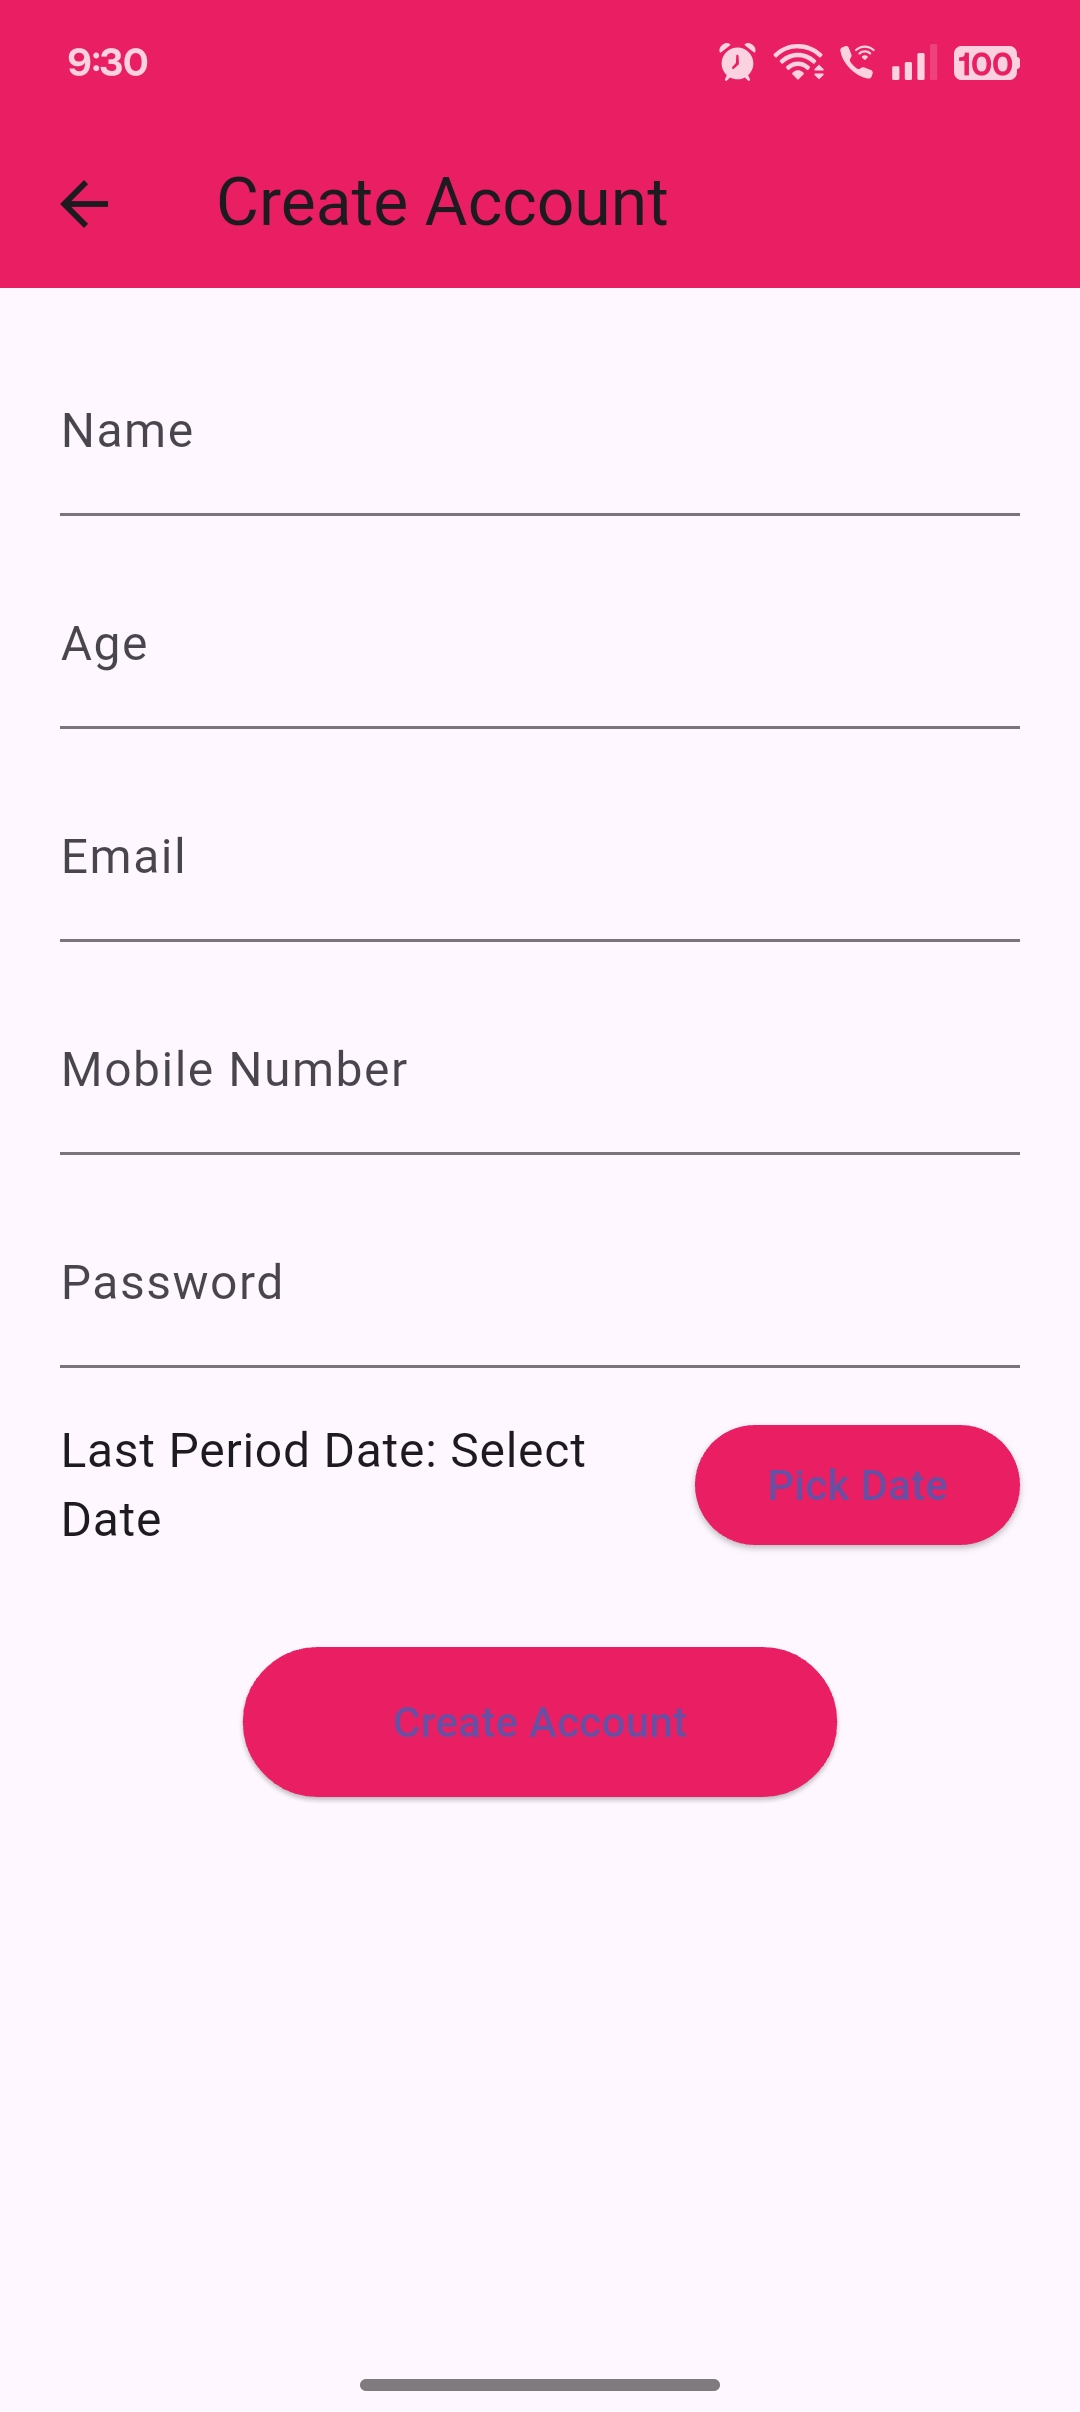 9:30
100
Create Account
Name
Age
Email
Mobile Number
Password
Last Period Date: Select
Date
Pick Date
Create Account